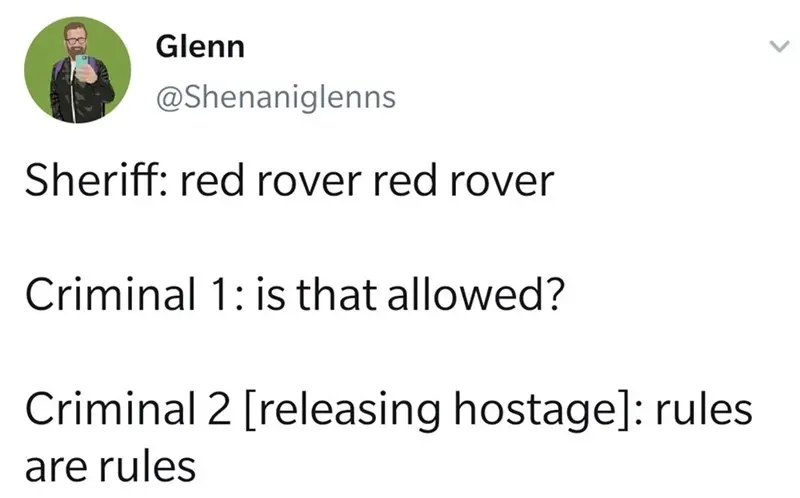 Glenn
@Shenaniglenns
Sheriff: red rover red rover
Criminal 1: is that allowed?
Criminal 2 [releasing hostage]: rules
are rules